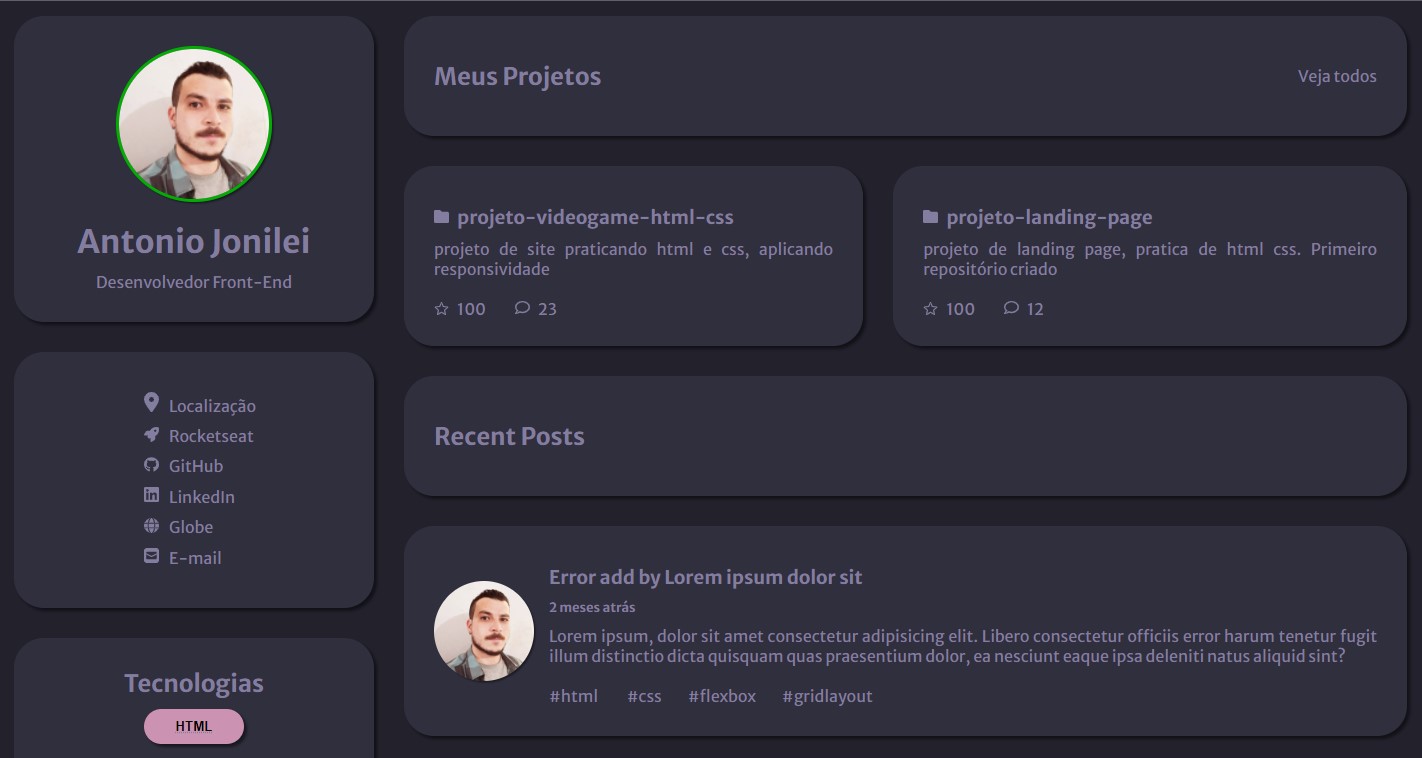 Antonio Jonilei
Desenvolvedor Front-End
Localização
Rocketseat
GitHub
LinkedIn
Globe
E-mail
Tecnologias
HTML
Meus Projetos
Veja todos
projeto-videogame-html-css
projeto de site praticando html e css, aplicando
responsividade
100
23
projeto-landing-page
projeto de landing page, pratica de html css. Primeiro
repositório criado
100
12
Recent Posts
Error add by Lorem ipsum dolor sit
2 meses atrás
Lorem ipsum, dolor sit amet consectetur adipisicing elit. Libero consectetur officiis error harum tenetur fugit
illum distinctio dicta quisquam quas praesentium dolor, ea nesciunt eaque ipsa deleniti natus aliquid sint?
#html #css #flexbox #gridlayout